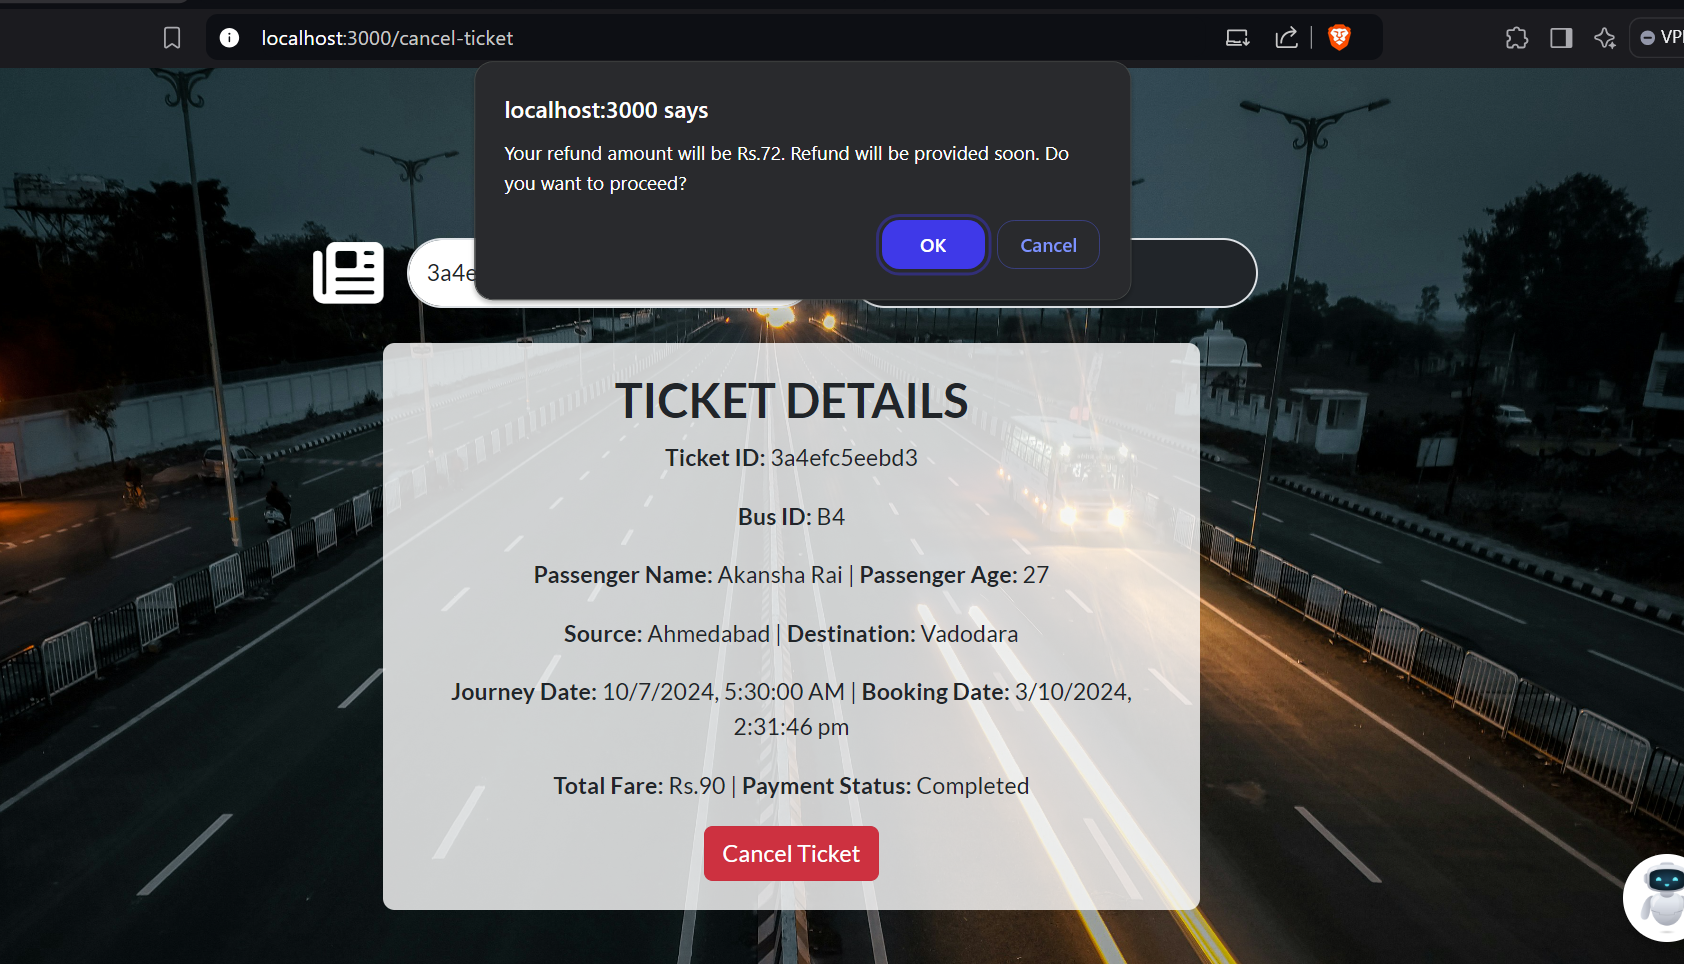 localhost:3000/cancel-ticket
VP
localhost:3000 says
Your refund amount will be Rs.72. Refund will be provided soon. Do
you want to proceed?
OK
Cancel
3a4e
TICKET DETAILS
Ticket ID: 3a4efc5eebd3
Bus ID: B4
Passenger Name: Akansha Rai | Passenger Age: 27
Source: Ahmedabad | Destination: Vadodara
Journey Date: 10/7/2024, 5:30:00 AM | Booking Date: 3/10/2024,
2:31:46 pm
Total Fare: Rs.90 | Payment Status: Completed
Cancel Ticket